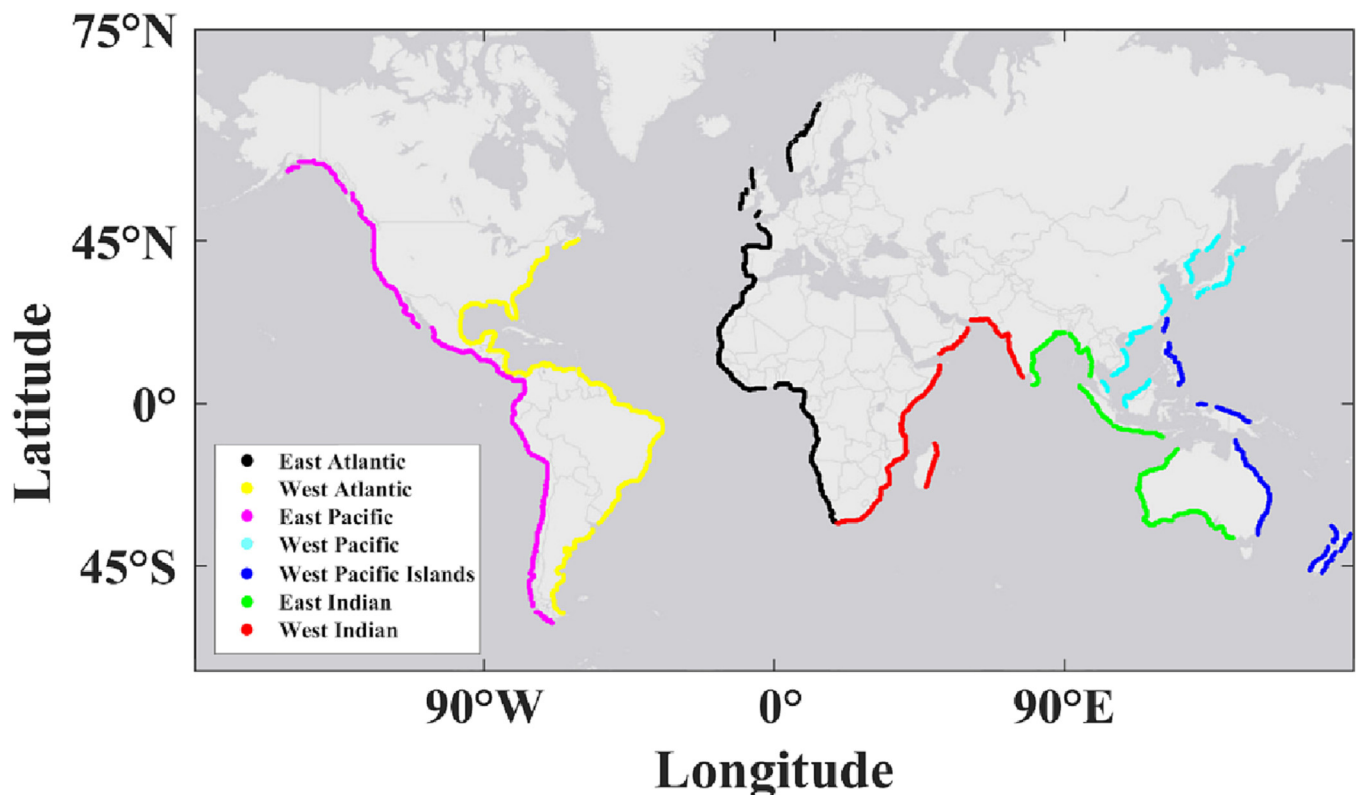 75°N
45°N
0°
45°S
Latitude
East Atlantic
West Atlantic
East Pacific
West Pacific
West Pacific Islands
East Indian
West Indian
90°W
0°
90°E
Longitude